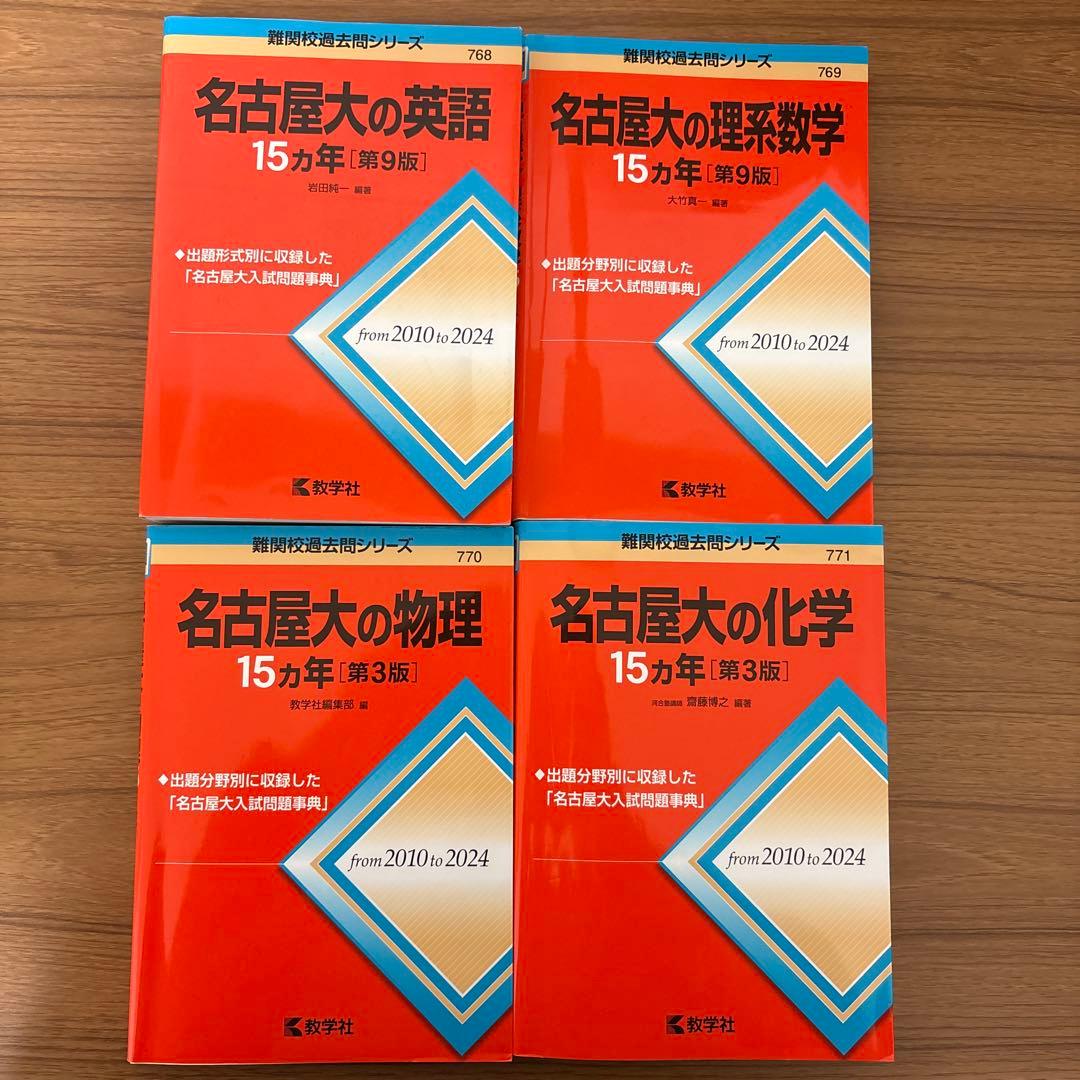 難関校過去問シリーズ
768
名古屋大の英語
15カ年［第9版］
岩田純一 編著
◆出題形式別に収録した
「名古屋大入試問題事典」
from 2010 to 2024
教学社
難関校過去問シリーズ
769
名古屋大の理系数学
15カ年［第9版］
大竹真一 編著
◆出題分野別に収録した
「名古屋大入試問題事典」
from 2010 to 2024
教学社
難関校過去問シリーズ
770
名古屋大の物理
15カ年［第3版］
教学社編集部 編
◆出題分野別に収録した
「名古屋大入試問題事典」
from 2010 to 2024
教学社
難関校過去問シリーズ
771
名古屋大の化学
15カ年［第3版］
河合塾講師 齋藤博之 編著
◆出題分野別に収録した
「名古屋大入試問題事典」
from 2010 to 2024
教学社